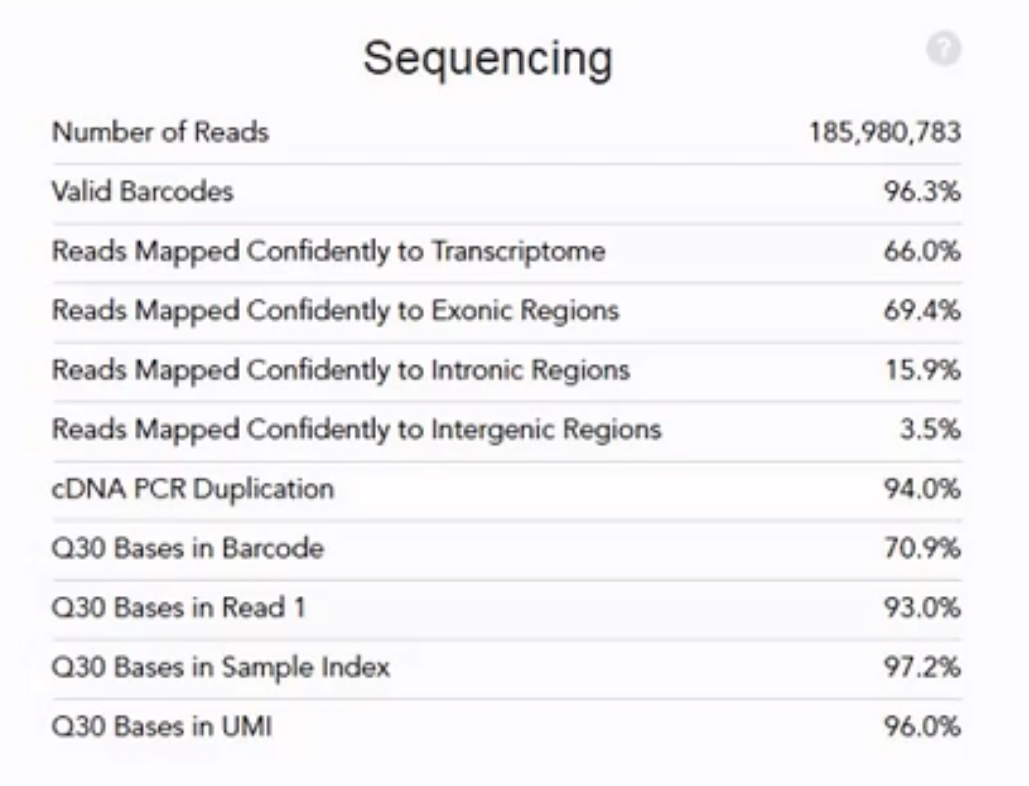 Sequencing
?
Number of Reads 185,980,783
Valid Barcodes 96.3%
Reads Mapped Confidently to Transcriptome 66.0%
Reads Mapped Confidently to Exonic Regions 69.4%
Reads Mapped Confidently to Intronic Regions 15.9%
Reads Mapped Confidently to Intergenic Regions 3.5%
cDNA PCR Duplication 94.0%
Q30 Bases in Barcode 70.9%
Q30 Bases in Read 1 93.0%
Q30 Bases in Sample Index 97.2%
Q30 Bases in UMI 96.0%